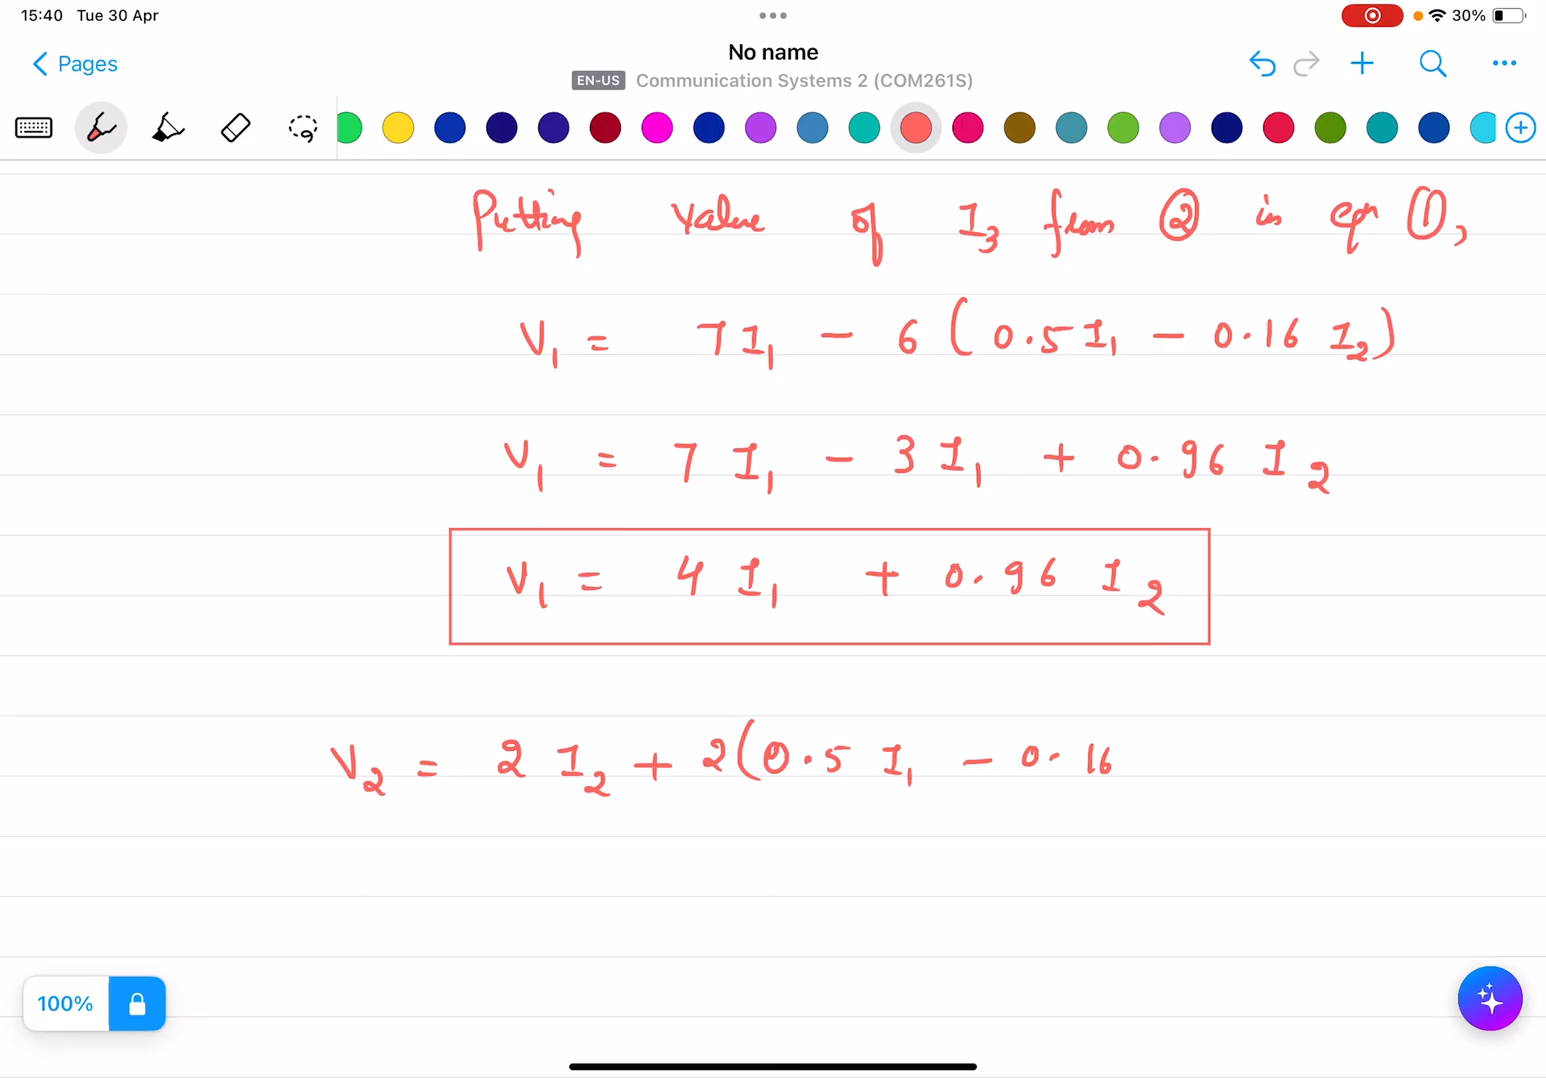 15:40 Tue 30 Apr 30%
Pages No name
EN-US Communication Systems 2 (COM261S)
Putting value of I₃ from ② in eqn ①,
V₁ = 7 I₁ - 6 ( 0.5 I₁ - 0.16 I₂ )
V₁ = 7 I₁ - 3 I₁ + 0.96 I₂
V₁ = 4 I₁ + 0.96 I₂
V₂ = 2 I₂ + 2 ( 0.5 I₁ - 0.16
100%